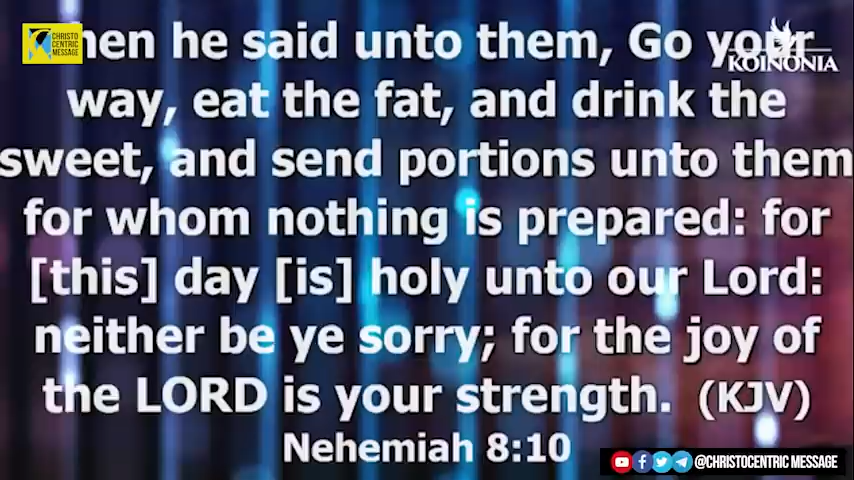 CHRISTO
CENTRIC
MESSAGE
KOINONIA
hen he said unto them, Go your
way, eat the fat, and drink the
sweet, and send portions unto them
for whom nothing is prepared: for
[this] day [is] holy unto our Lord:
neither be ye sorry; for the joy of
the LORD is your strength. (KJV)
Nehemiah 8:10
@CHRISTOCENTRIC MESSAGE